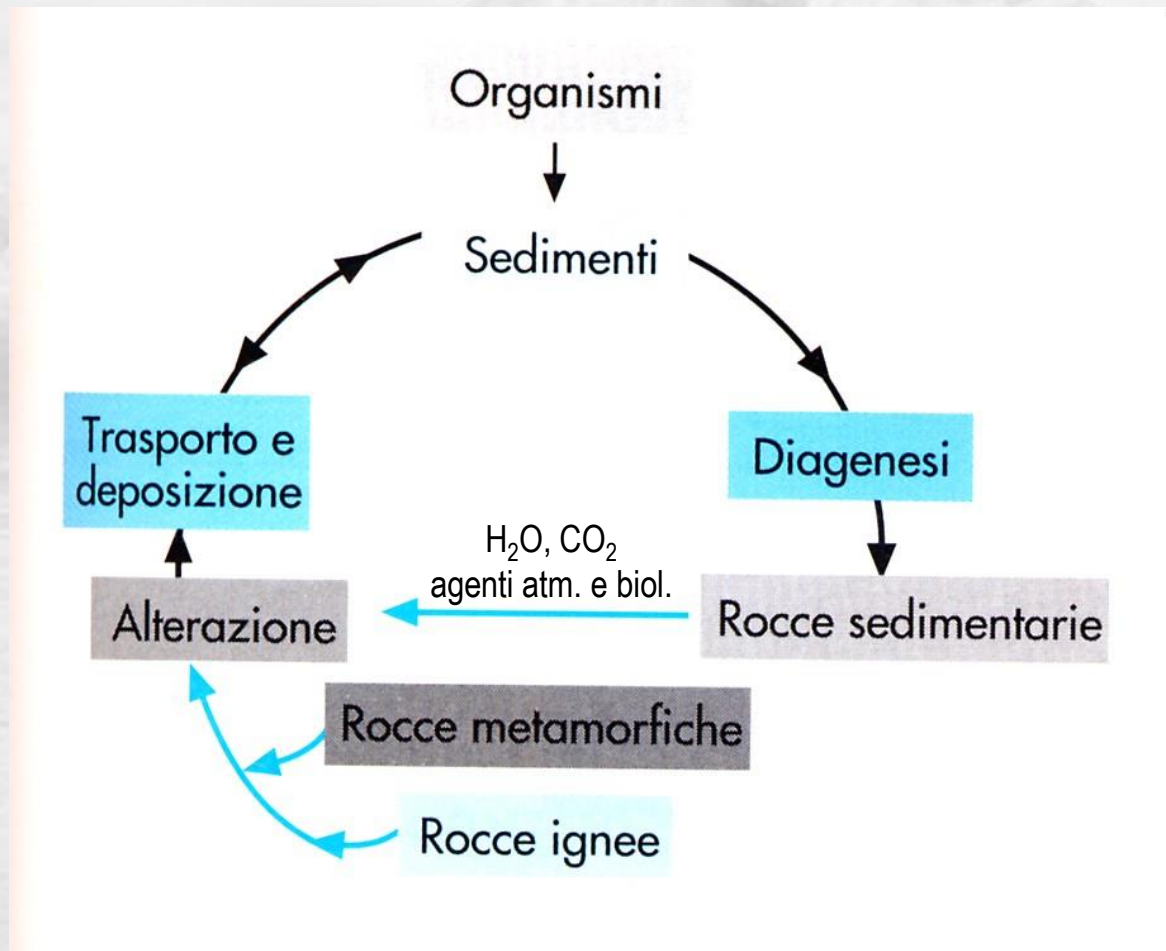 Organismi
Sedimenti
Trasporto e
deposizione
Diagenesi
H₂O, CO₂
agenti atm. e biol.
Alterazione
Rocce sedimentarie
Rocce metamorfiche
Rocce ignee